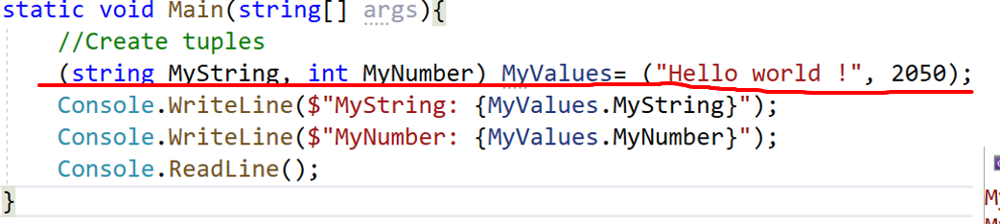 static void Main(string[] args){
//Create tuples
(string MyString, int MyNumber) MyValues= ("Hello world !", 2050);
Console.WriteLine($"MyString: {MyValues.MyString}");
Console.WriteLine($"MyNumber: {MyValues.MyNumber}");
Console.ReadLine();
}